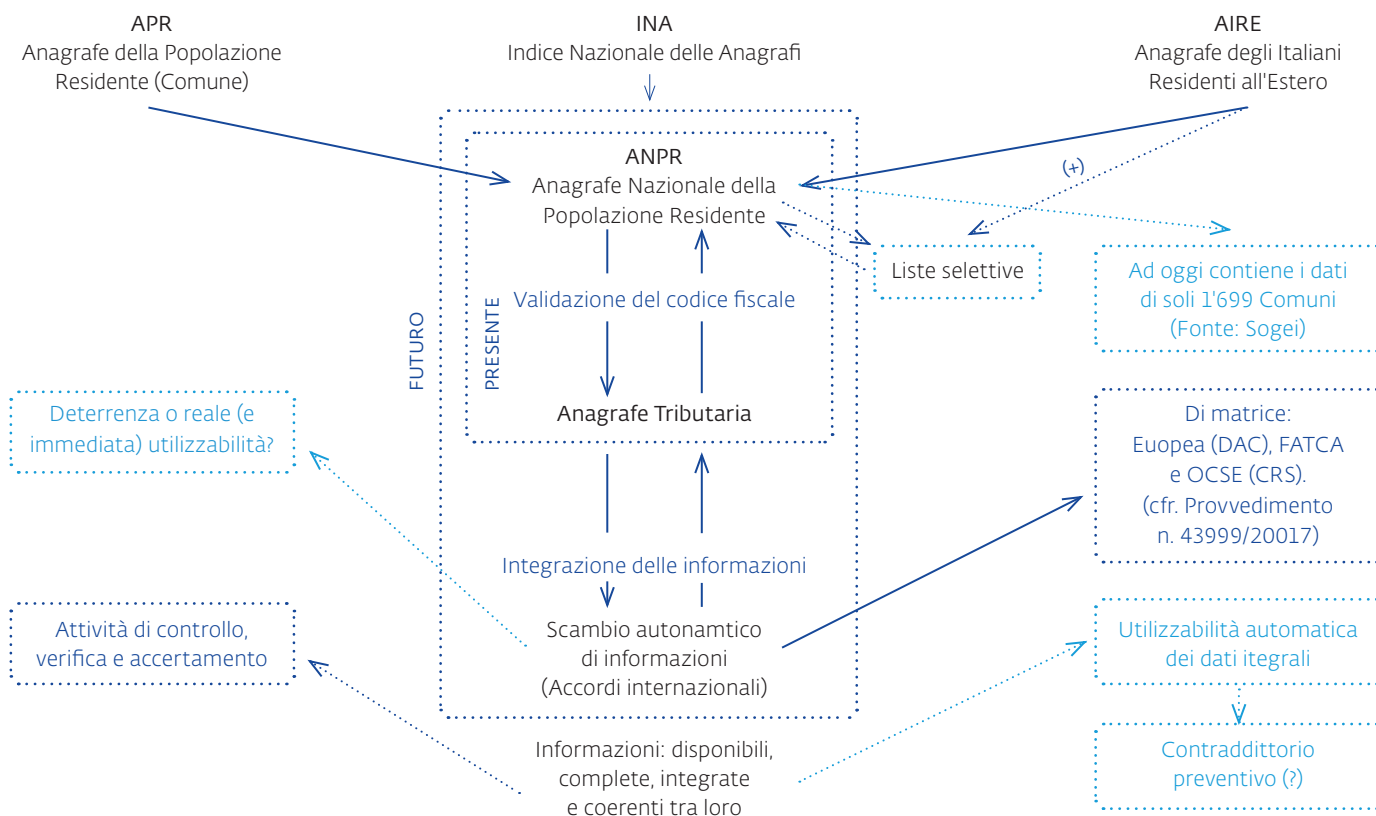 APR
Anagrafe della Popolazione
Residente (Comune)
INA
Indice Nazionale delle Anagrafi
AIRE
Anagrafe degli Italiani
Residenti all'Estero
ANPR
Anagrafe Nazionale della
Popolazione Residente
(+)
Liste selettive
Ad oggi contiene i dati
di soli 1'699 Comuni
(Fonte: Sogei)
FUTURO
PRESENTE
Validazione del codice fiscale
Anagrafe Tributaria
Deterrenza o reale (e
immediata) utilizzabilità?
Di matrice:
Euopea (DAC), FATCA
e OCSE (CRS).
(cfr. Provvedimento
n. 43999/20017)
Integrazione delle informazioni
Attività di controllo,
verifica e accertamento
Scambio autonamtico
di informazioni
(Accordi internazionali)
Utilizzabilità automatica
dei dati itegrali
Informazioni: disponibili,
complete, integrate
e coerenti tra loro
Contraddittorio
preventivo (?)